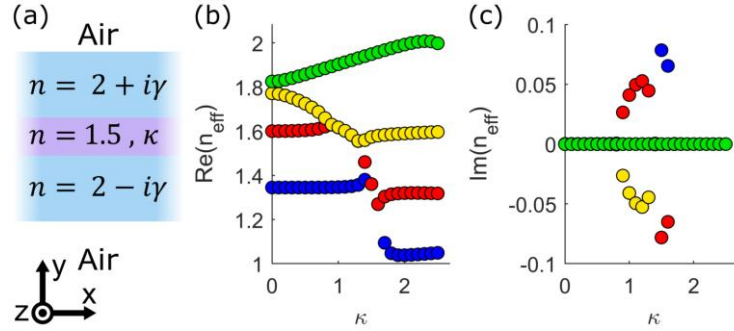 (a)
Air
n = 2 + iγ
n = 1.5 , κ
n = 2 − iγ
Air
y
z
x
(b)
Re(n_eff)
2
1.8
1.6
1.4
1.2
1
0
1
2
κ
(c)
Im(n_eff)
0.1
0.05
0
-0.05
-0.1
0
1
2
κ